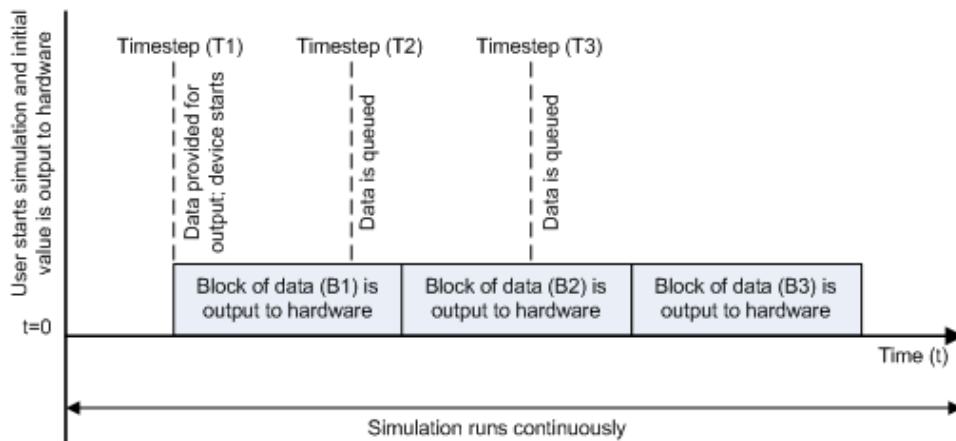 User starts simulation and initial
value is output to hardware
Timestep (T1)
Timestep (T2)
Timestep (T3)
Data provided for
output; device starts
Data is queued
Data is queued
Block of data (B1) is
output to hardware
Block of data (B2) is
output to hardware
Block of data (B3) is
output to hardware
t=0
Time (t)
Simulation runs continuously